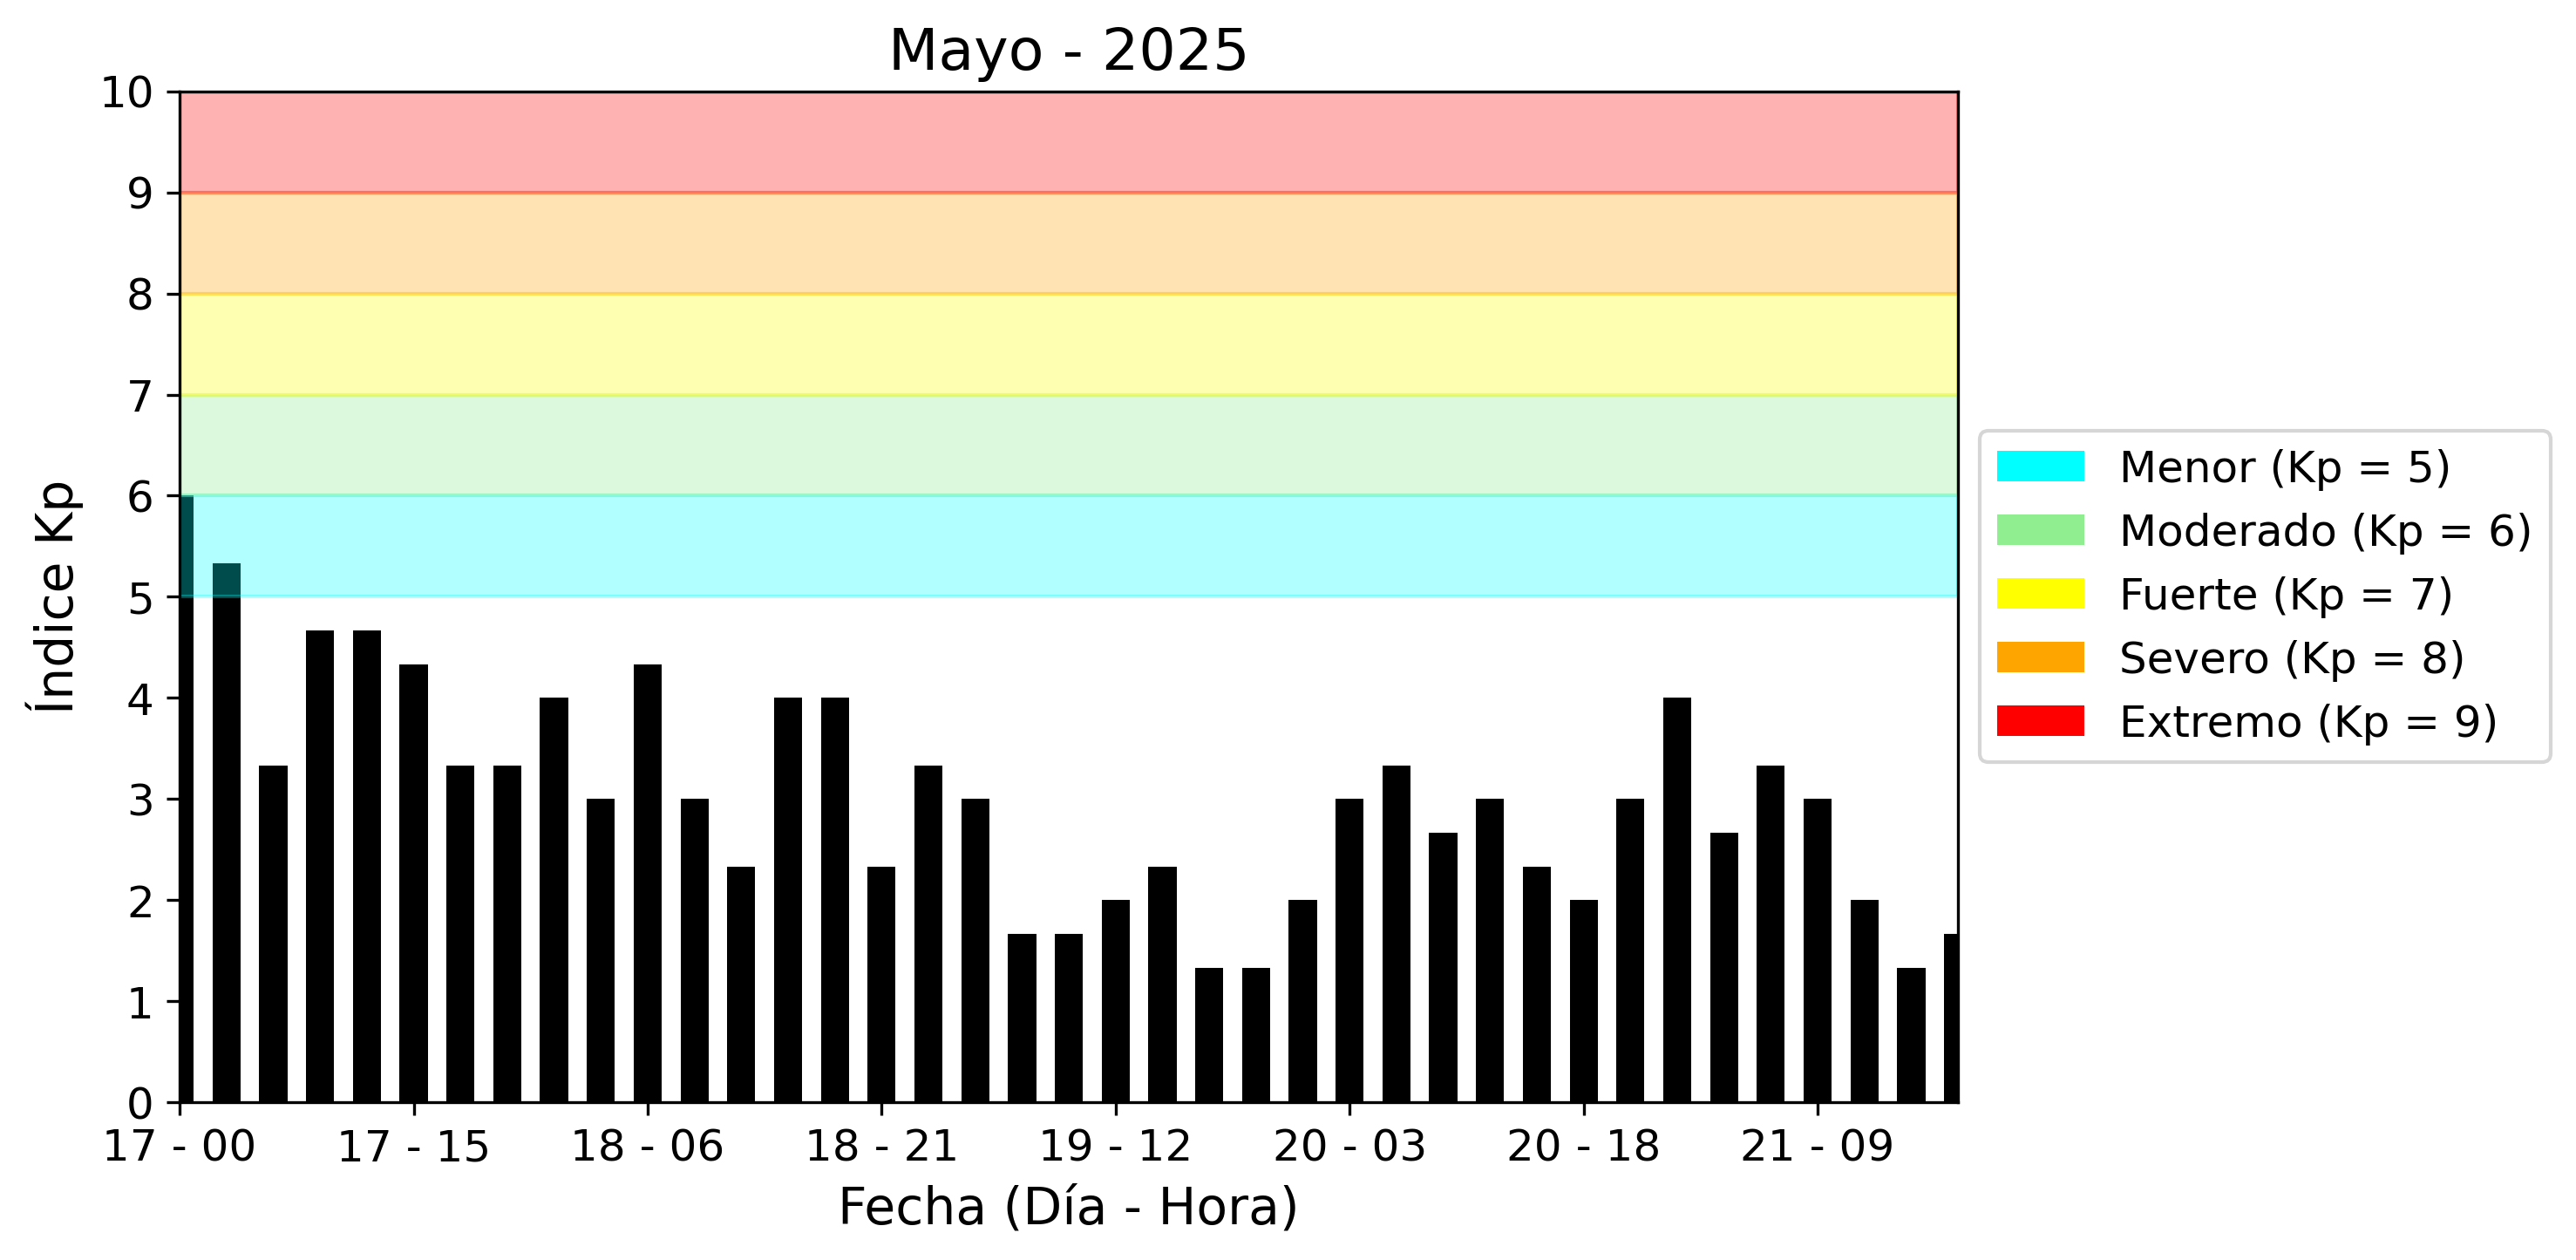 Mayo - 2025
10
9
8
7
6
5
4
3
2
1
0
Índice Kp
17 - 00
17 - 15
18 - 06
18 - 21
19 - 12
20 - 03
20 - 18
21 - 09
Fecha (Día - Hora)
Menor (Kp = 5)
Moderado (Kp = 6)
Fuerte (Kp = 7)
Severo (Kp = 8)
Extremo (Kp = 9)